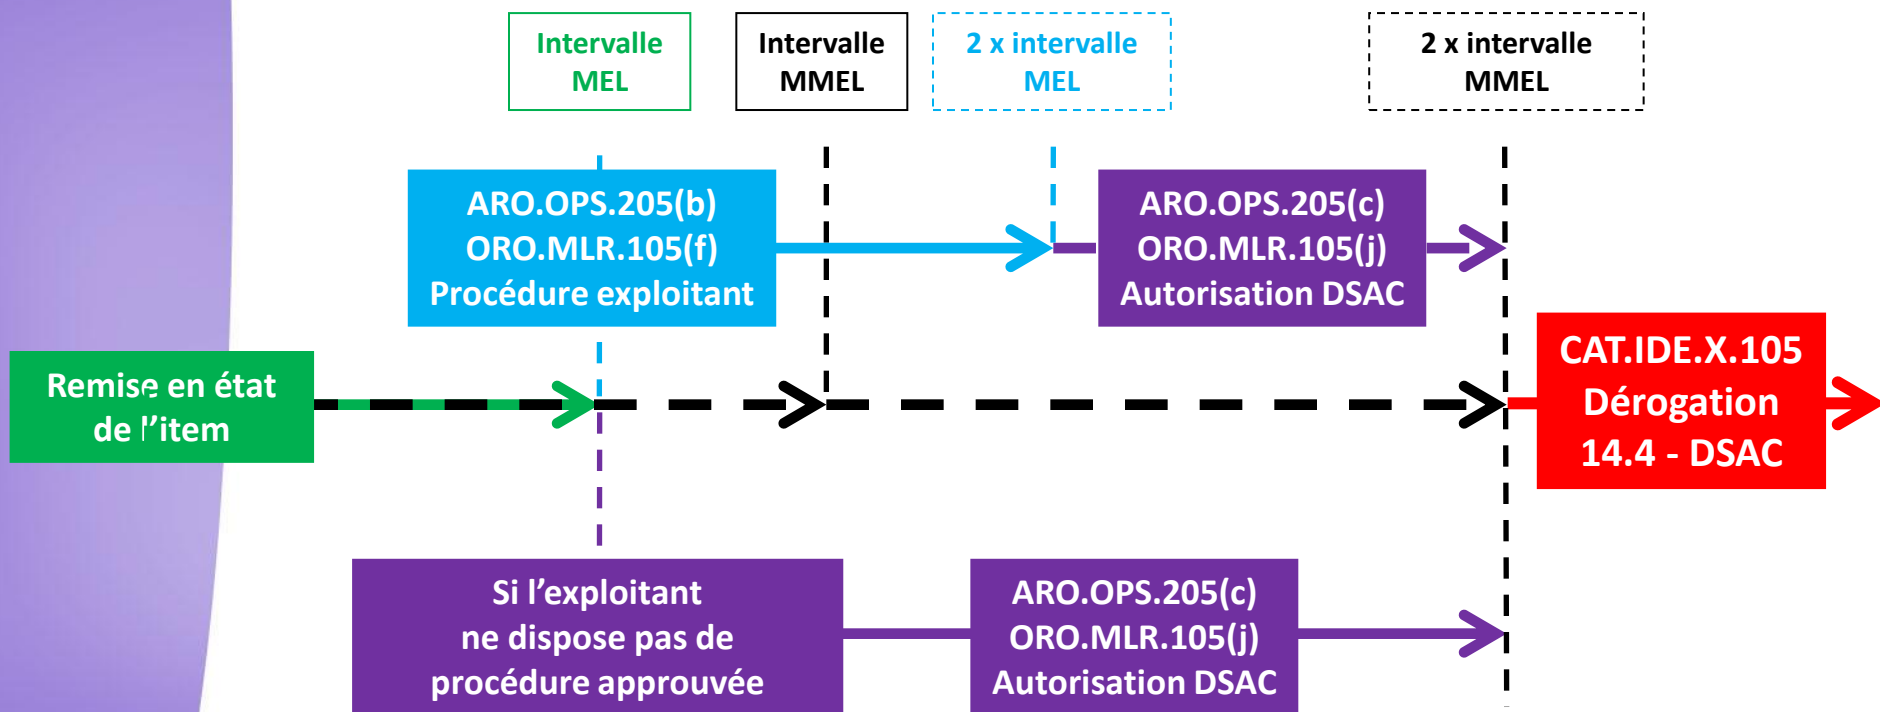 Intervalle
MEL
Intervalle
MMEL
2 x intervalle
MEL
2 x intervalle
MMEL
ARO.OPS.205(b)
ORO.MLR.105(f)
Procédure exploitant
ARO.OPS.205(c)
ORO.MLR.105(j)
Autorisation DSAC
Remise en état
de l’item
CAT.IDE.X.105
Dérogation
14.4 - DSAC
Si l’exploitant
ne dispose pas de
procédure approuvée
ARO.OPS.205(c)
ORO.MLR.105(j)
Autorisation DSAC